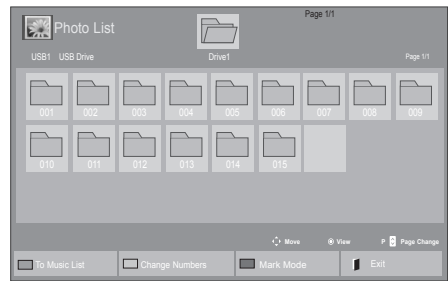 Page 1/1
Photo List
USB1 USB Drive Drive1 Page 1/1
001 002 003 004 005 006 007 008 009
010 011 012 013 014 015
Move View P Page Change
To Music List Change Numbers Mark Mode Exit